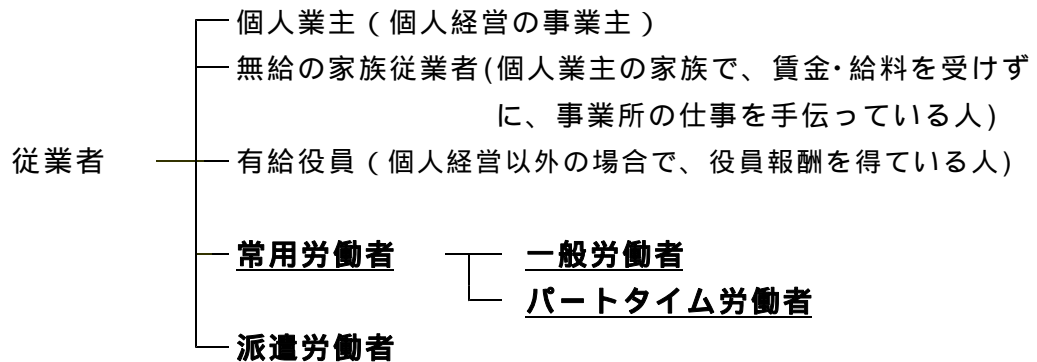 個人業主（個人経営の事業主）
無給の家族従業者(個人業主の家族で、賃金･給料を受けず
に、事業所の仕事を手伝っている人)
従業者
有給役員（個人経営以外の場合で、役員報酬を得ている人)
常用労働者
一般労働者
パートタイム労働者
派遣労働者